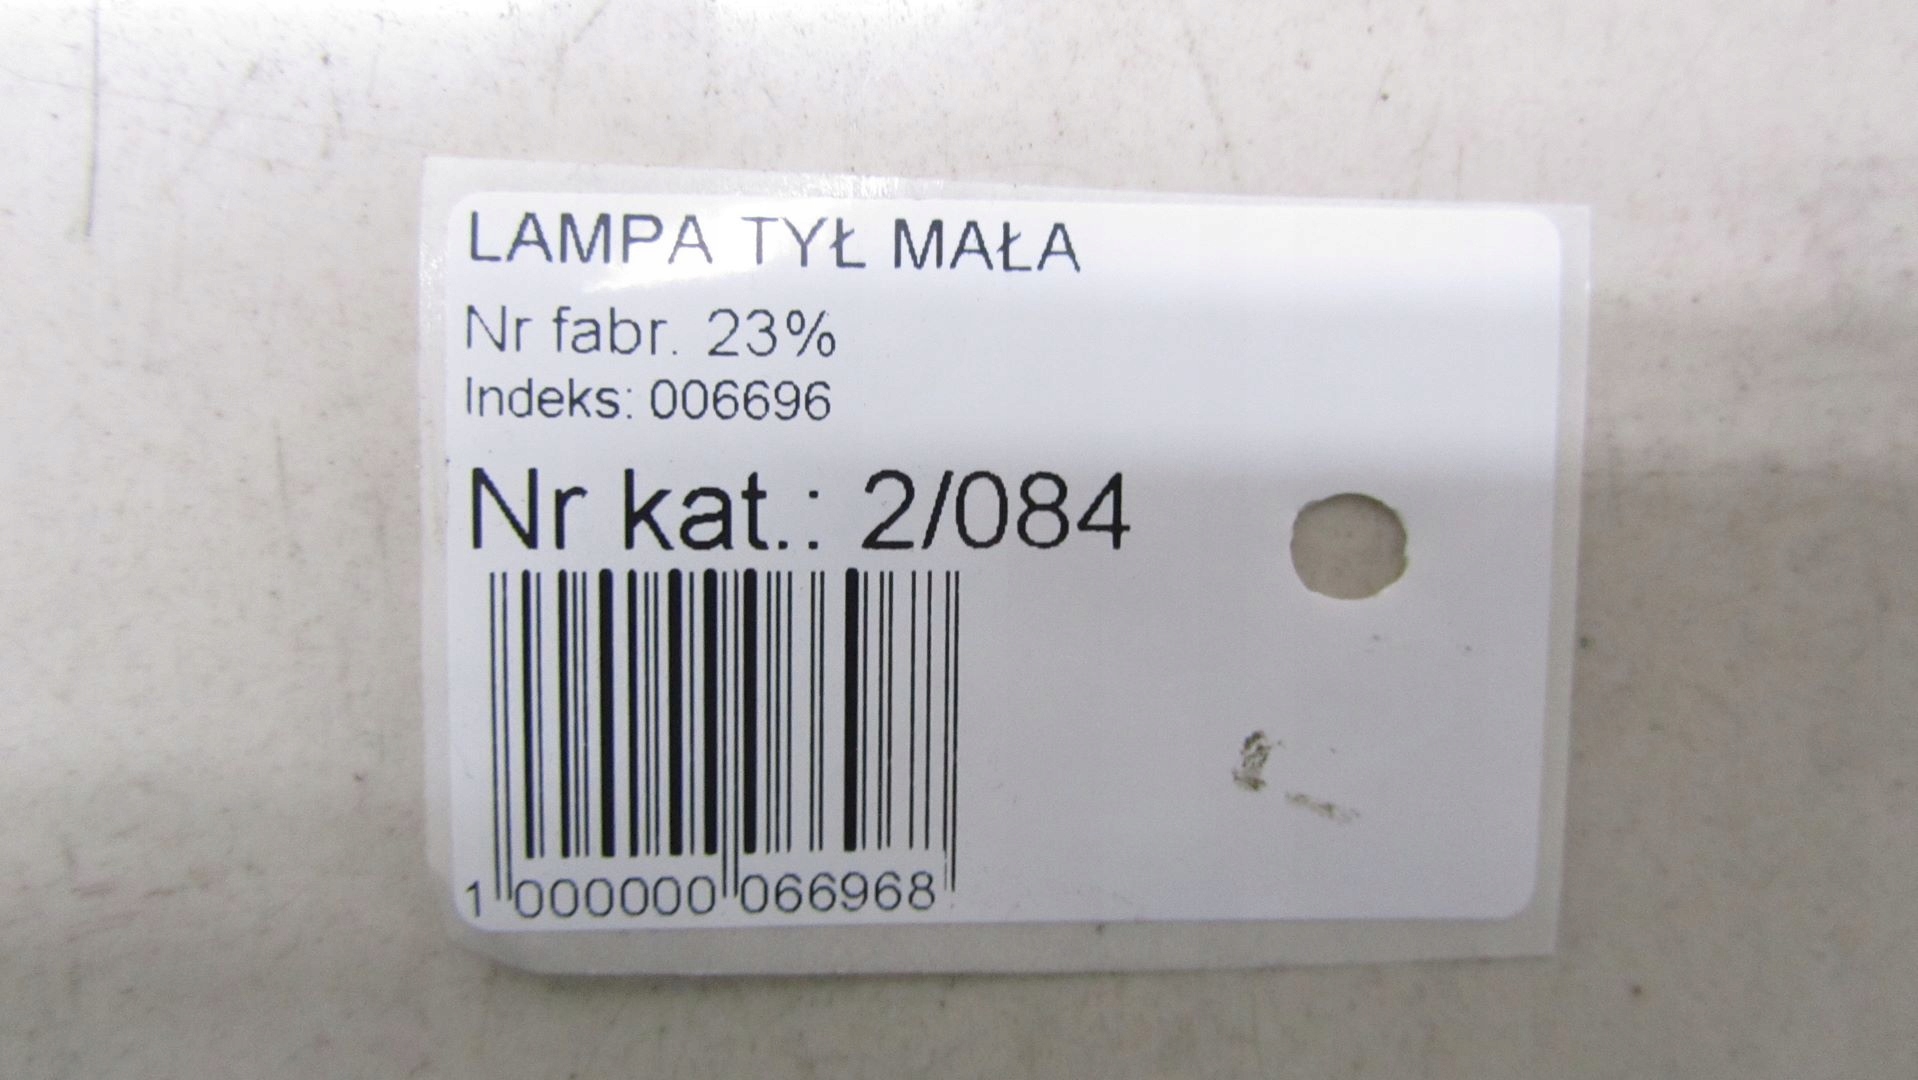 LAMPA TYŁ MAŁA
Nr fabr. 23%
Indeks: 006696
Nr kat.: 2/084
1 000000 066968